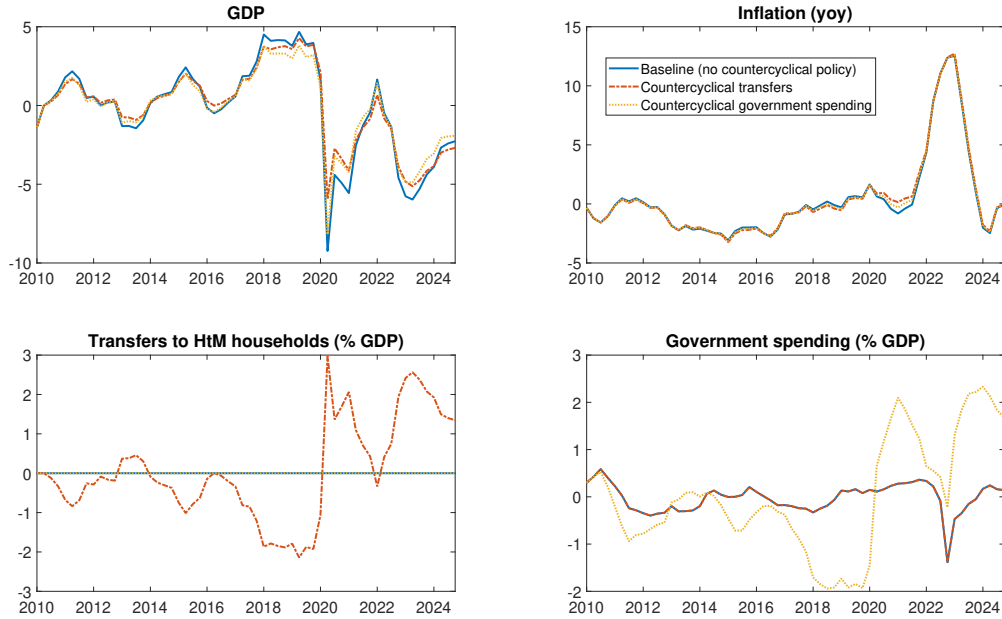 GDP
5
0
-5
-10
2010 2012 2014 2016 2018 2020 2022 2024
Inflation (yoy)
15
10
5
0
-5
2010 2012 2014 2016 2018 2020 2022 2024
Baseline (no countercyclical policy)
Countercyclical transfers
Countercyclical government spending
Transfers to HtM households (% GDP)
3
2
1
0
-1
-2
-3
2010 2012 2014 2016 2018 2020 2022 2024
Government spending (% GDP)
3
2
1
0
-1
-2
2010 2012 2014 2016 2018 2020 2022 2024